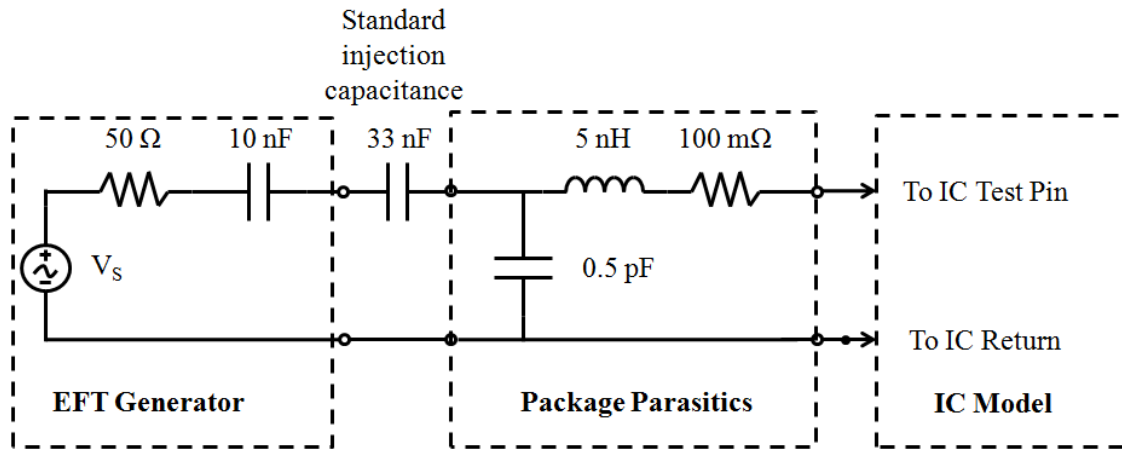 Standard
injection
capacitance
50 Ω
10 nF
33 nF
5 nH
100 mΩ
To IC Test Pin
V_S
0.5 pF
To IC Return
EFT Generator
Package Parasitics
IC Model